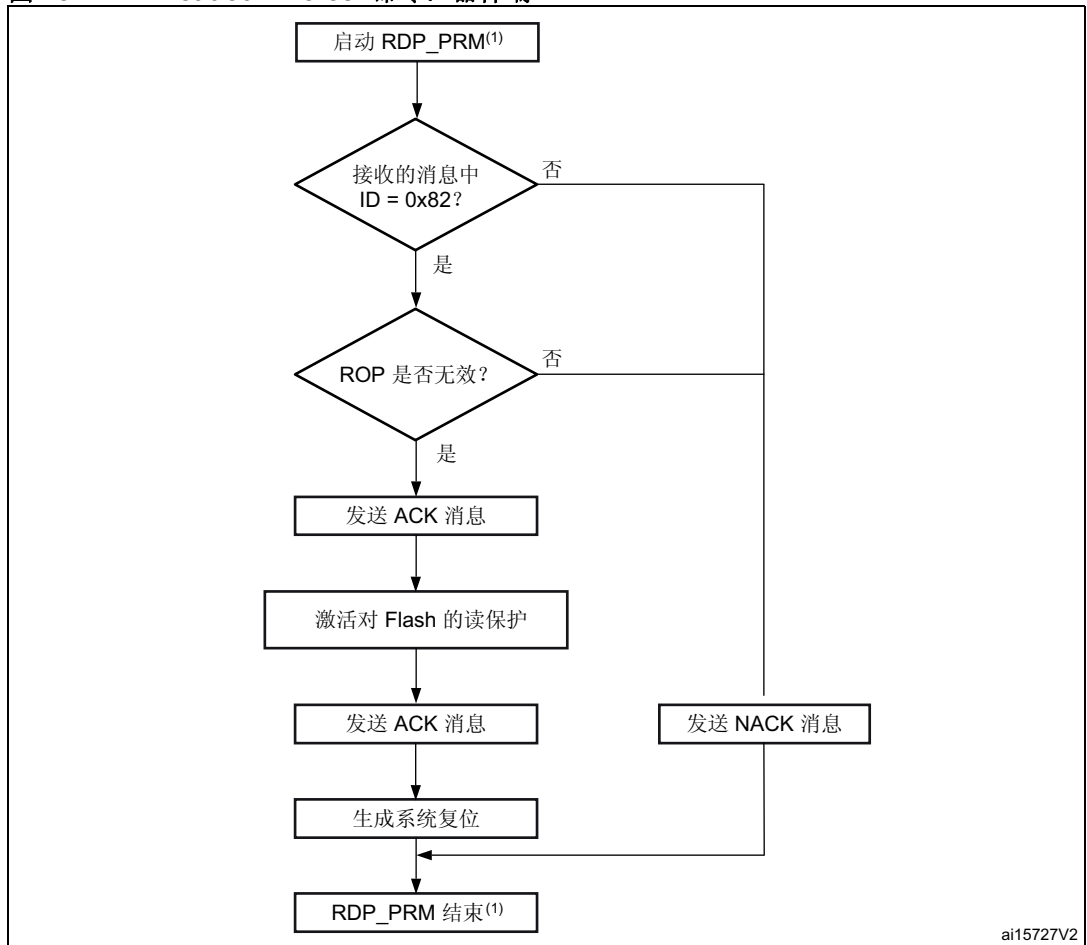 启动 RDP_PRM(1)
接收的消息中
ID = 0x82？
否
是
ROP 是否无效？
否
是
发送 ACK 消息
激活对 Flash 的读保护
发送 ACK 消息
发送 NACK 消息
生成系统复位
RDP_PRM 结束(1)
ai15727V2